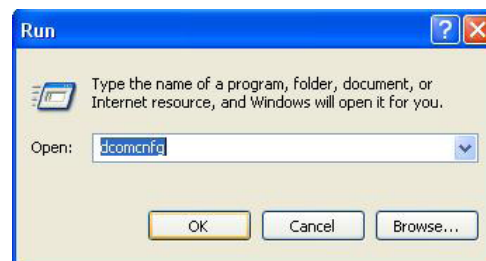 Run
Type the name of a program, folder, document, or
Internet resource, and Windows will open it for you.
Open: dcomcnfg
OK Cancel Browse...